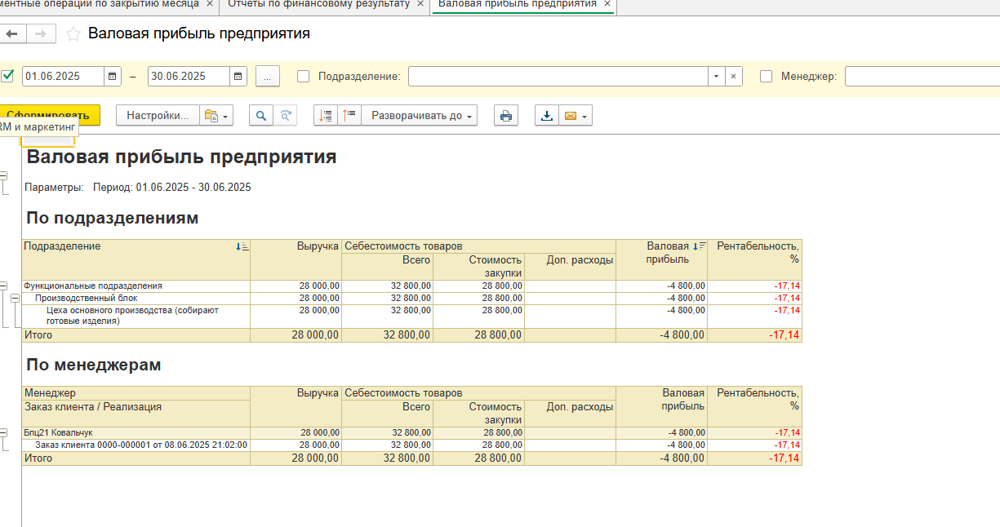 ментные операции по закрытию месяца × Отчеты по финансовому результату × Валовая прибыль предприятия ×
Валовая прибыль предприятия
01.06.2025 – 30.06.2025 ... Подразделение: × Менеджер:
Сформировать Настройки... Разворачивать до
RM и маркетинг
Валовая прибыль предприятия
Параметры: Период: 01.06.2025 - 30.06.2025
По подразделениям
Подразделение Выручка Себестоимость товаров Валовая прибыль Рентабельность, %
Всего Стоимость закупки Доп. расходы
Функциональные подразделения 28 000,00 32 800,00 28 800,00 -4 800,00 -17,14
Производственный блок 28 000,00 32 800,00 28 800,00 -4 800,00 -17,14
Цеха основного производства (собирают 28 000,00 32 800,00 28 800,00 -4 800,00 -17,14
готовые изделия)
Итого 28 000,00 32 800,00 28 800,00 -4 800,00 -17,14
По менеджерам
Менеджер Выручка Себестоимость товаров Валовая прибыль Рентабельность, %
Заказ клиента / Реализация Всего Стоимость закупки Доп. расходы
Бпц21 Ковальчук 28 000,00 32 800,00 28 800,00 -4 800,00 -17,14
Заказ клиента 0000-000001 от 08.06.2025 21:02:00 28 000,00 32 800,00 28 800,00 -4 800,00 -17,14
Итого 28 000,00 32 800,00 28 800,00 -4 800,00 -17,14